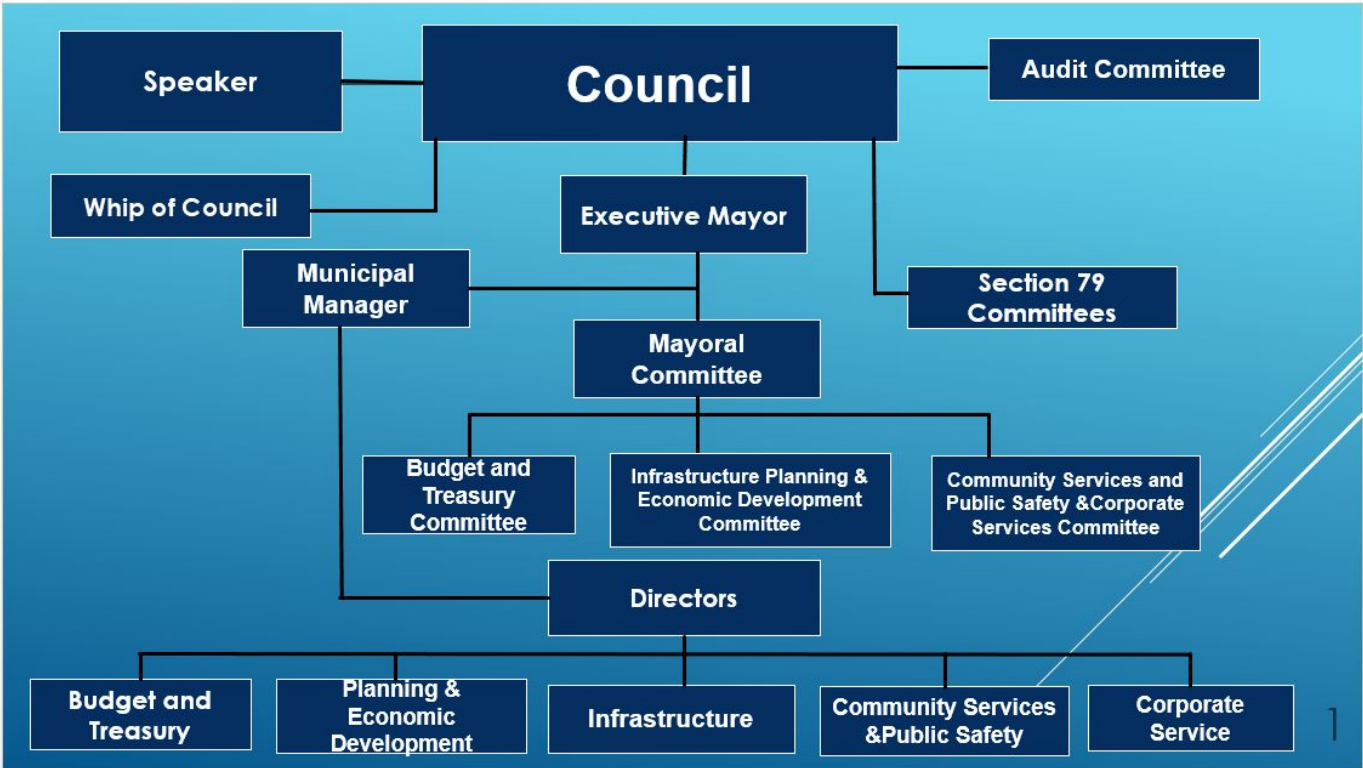 Speaker
Council
Audit Committee
Whip of Council
Executive Mayor
Municipal
Manager
Section 79
Committees
Mayoral
Committee
Budget and
Treasury
Committee
Infrastructure Planning &
Economic Development
Committee
Community Services and
Public Safety &Corporate
Services Committee
Directors
Budget and
Treasury
Planning &
Economic
Development
Infrastructure
Community Services
&Public Safety
Corporate
Service
1